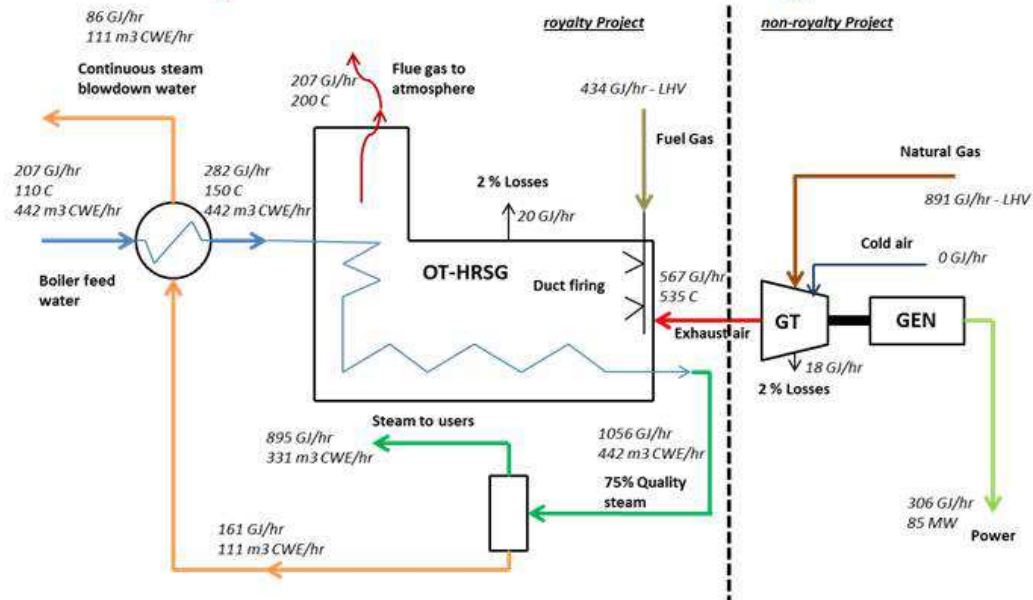 royalty Project
non-royalty Project
86 GJ/hr
111 m3 CWE/hr
Continuous steam
blowdown water
207 GJ/hr
200 C
Flue gas to
atmosphere
434 GJ/hr - LHV
Fuel Gas
Natural Gas
891 GJ/hr - LHV
207 GJ/hr
110 C
442 m3 CWE/hr
282 GJ/hr
150 C
442 m3 CWE/hr
2 % Losses
20 GJ/hr
Cold air
0 GJ/hr
Boiler feed
water
OT-HRSG
Duct firing
567 GJ/hr
535 C
Exhaust air
GT
GEN
18 GJ/hr
2 % Losses
Steam to users
895 GJ/hr
331 m3 CWE/hr
1056 GJ/hr
442 m3 CWE/hr
75% Quality
steam
161 GJ/hr
111 m3 CWE/hr
306 GJ/hr
85 MW
Power